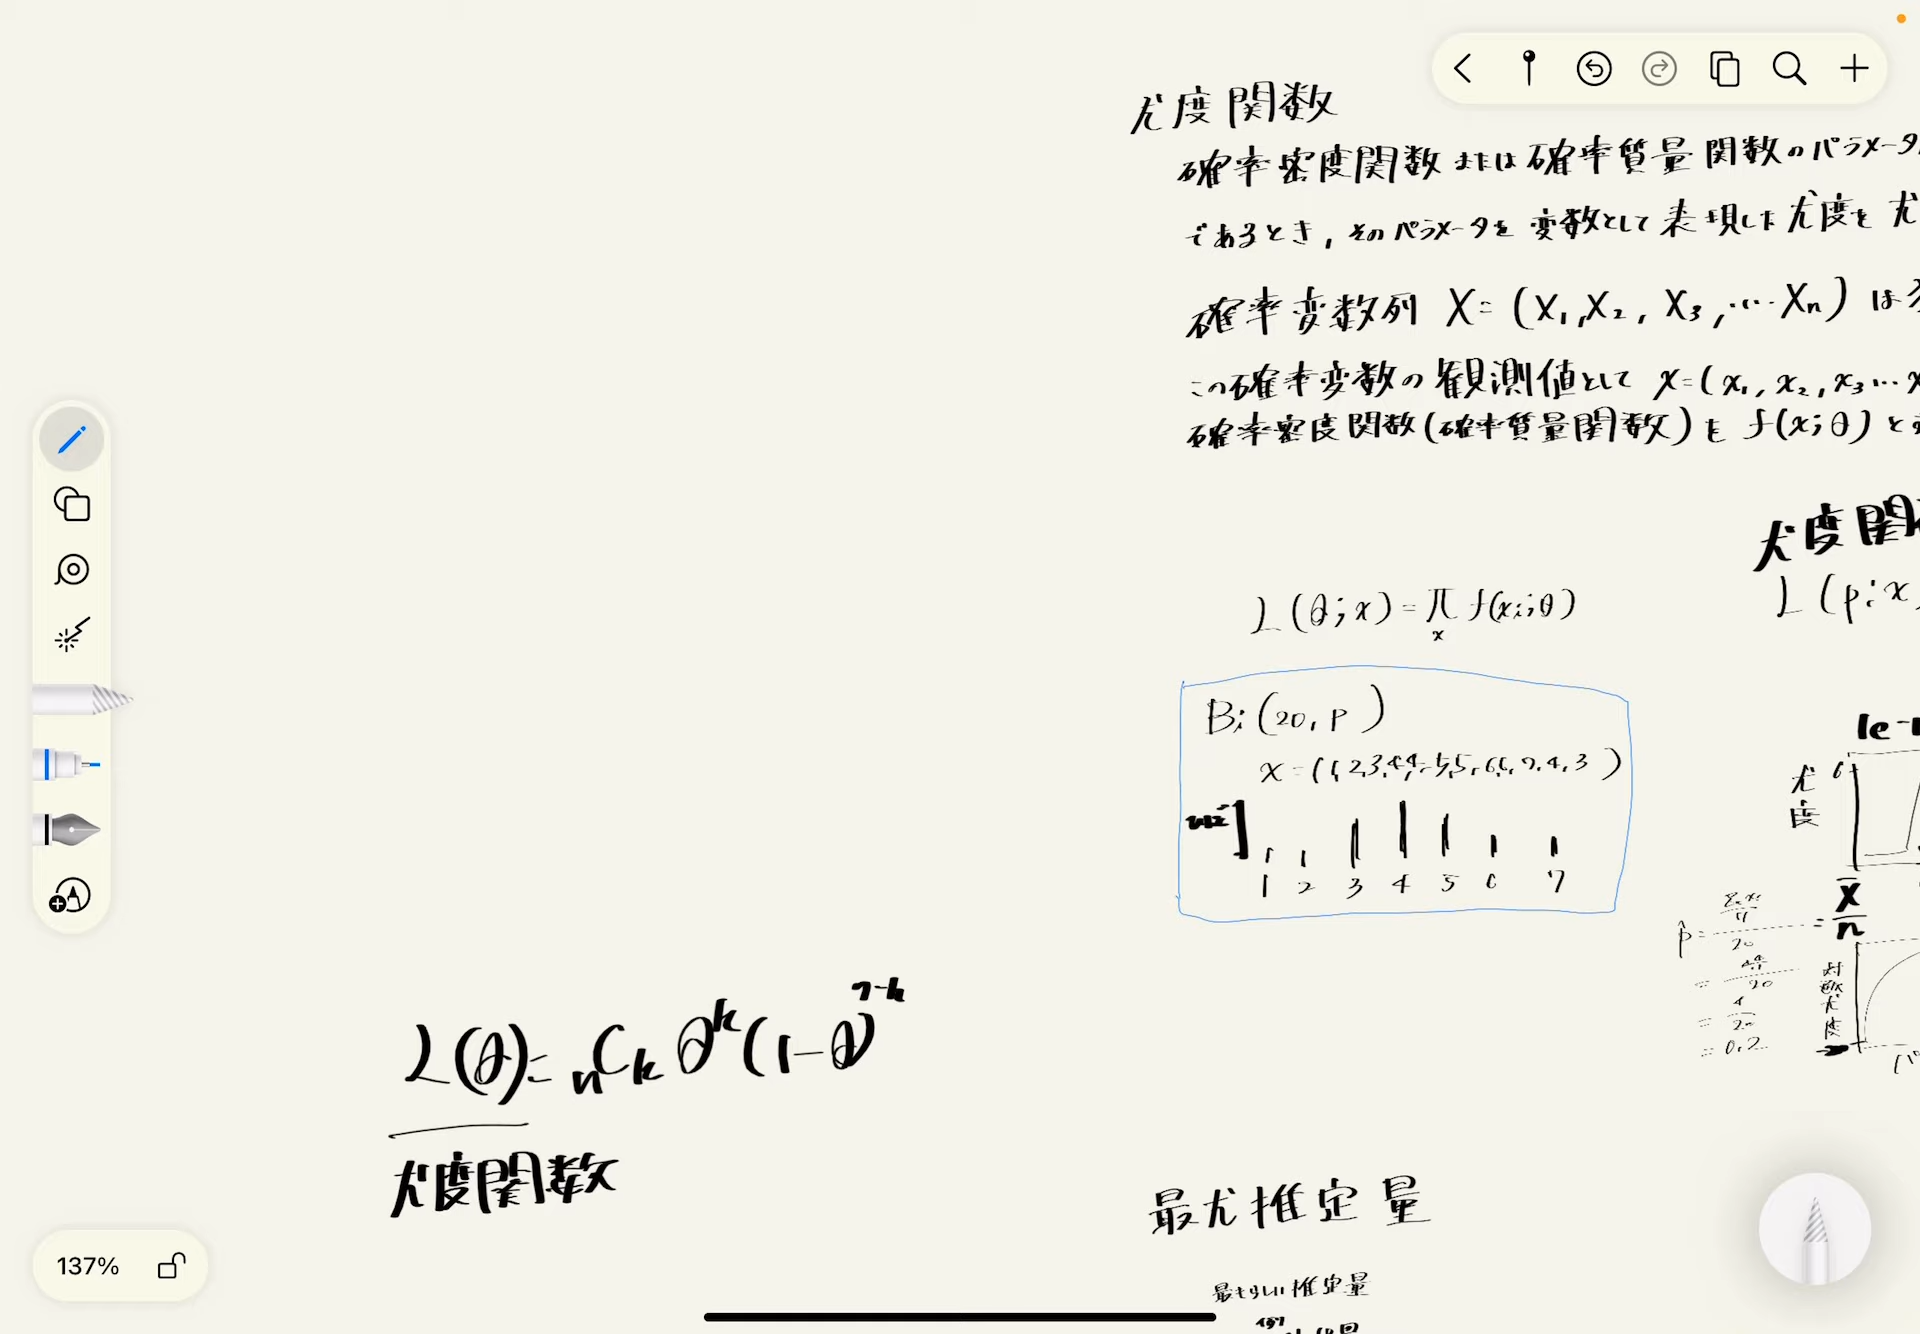 尤度関数
確率密度関数または確率質量関数のパラメータ
であるとき,そのパラメータを変数として表現した尤度を尤
確率変数列 X=(X₁,X₂,X₃,…Xn)は
この確率変数の観測値として x=(x₁,x₂,x₃…x
確率密度関数(確率質量関数)を f(x;θ)と
尤度関
L(θ;x)=π f(xi;θ)
x
L(p;x
Bi(20,p)
1 2 3 4 5 6 7
尤度
6
p̂=
20
= X̄/n
20
= 4/20
= 0.2
対数尤度
L(θ)=nCkθ^k(1-θ)^n-k
尤度関数
最尤推定量
最もらしい推定量
例
137%